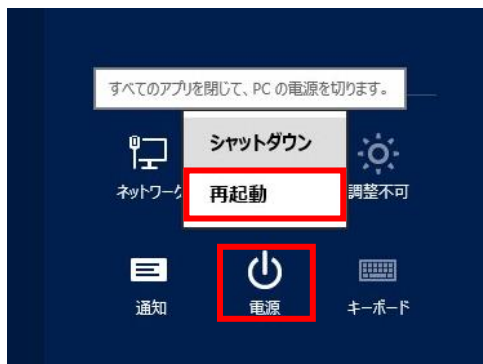 すべてのアプリを閉じて、PC の電源を切ります。
シャットダウン
再起動
ネットワーク
調整不可
通知
電源
キーボード